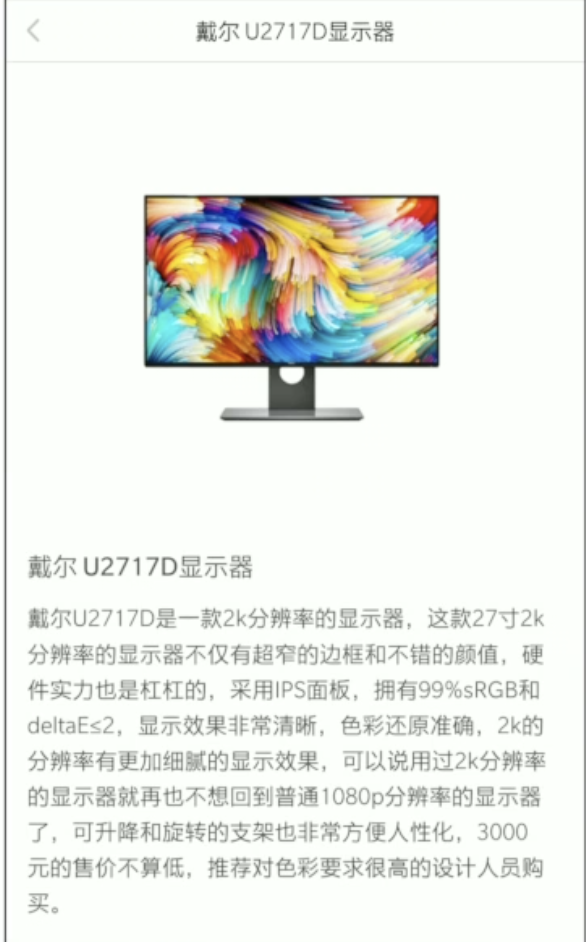 戴尔 U2717D显示器
戴尔 U2717D显示器
戴尔U2717D是一款2k分辨率的显示器，这款27寸2k
分辨率的显示器不仅有超窄的边框和不错的颜值，硬
件实力也是杠杠的，采用IPS面板，拥有99%sRGB和
deltaE≤2，显示效果非常清晰，色彩还原准确，2k的
分辨率有更加细腻的显示效果，可以说用过2k分辨率
的显示器就再也不想回到普通1080p分辨率的显示器
了，可升降和旋转的支架也非常方便人性化，3000
元的售价不算低，推荐对色彩要求很高的设计人员购
买。